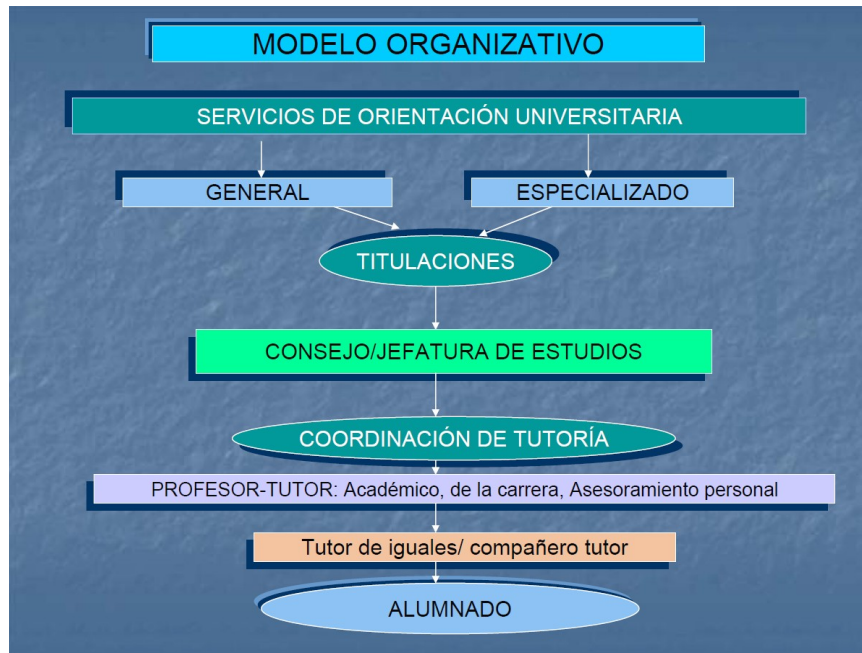 MODELO ORGANIZATIVO
SERVICIOS DE ORIENTACIÓN UNIVERSITARIA
GENERAL
ESPECIALIZADO
TITULACIONES
CONSEJO/JEFATURA DE ESTUDIOS
COORDINACIÓN DE TUTORÍA
PROFESOR-TUTOR: Académico, de la carrera, Asesoramiento personal
Tutor de iguales/ compañero tutor
ALUMNADO